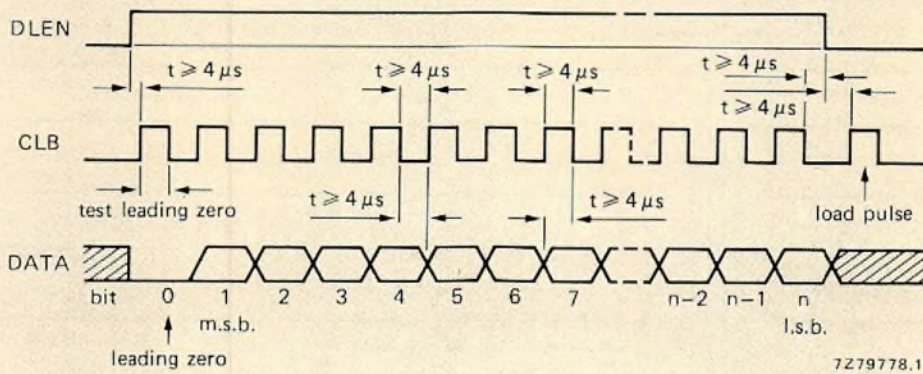 DLEN
t ≥ 4 μs
t ≥ 4 μs
t ≥ 4 μs
t ≥ 4 μs
t ≥ 4 μs
CLB
test leading zero
t ≥ 4 μs
t ≥ 4 μs
load pulse
DATA
bit 0 1 2 3 4 5 6 7 n-2 n-1 n
m.s.b. l.s.b.
leading zero
7Z79778.1